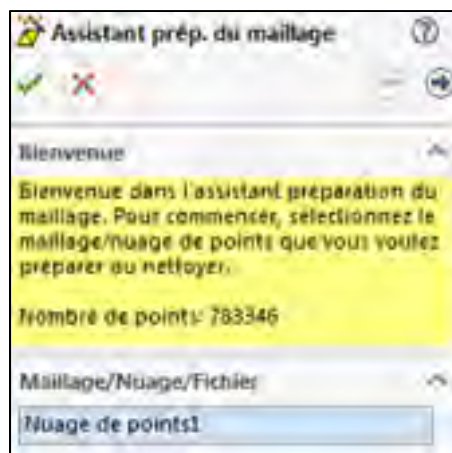 Assistant prép. du maillage
Bienvenue
Bienvenue dans l'assistant préparation du
maillage. Pour commencer, sélectionnez le
maillage/nuage de points que vous voulez
préparer ou nettoyer.
Nombre de points: 783346
Maillage/Nuage/Fichier
Nuage de points1